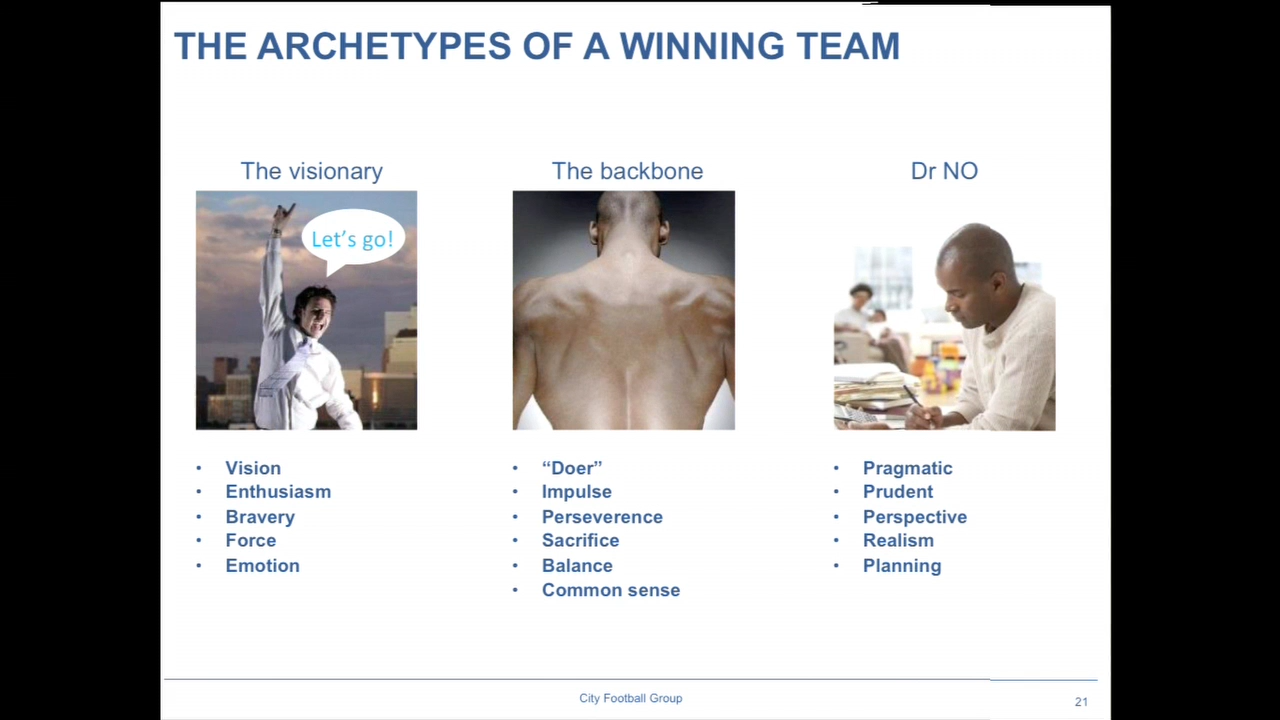 THE ARCHETYPES OF A WINNING TEAM
The visionary
Let's go!
• Vision
• Enthusiasm
• Bravery
• Force
• Emotion
The backbone
• “Doer”
• Impulse
• Perseverence
• Sacrifice
• Balance
• Common sense
Dr NO
• Pragmatic
• Prudent
• Perspective
• Realism
• Planning
City Football Group
21